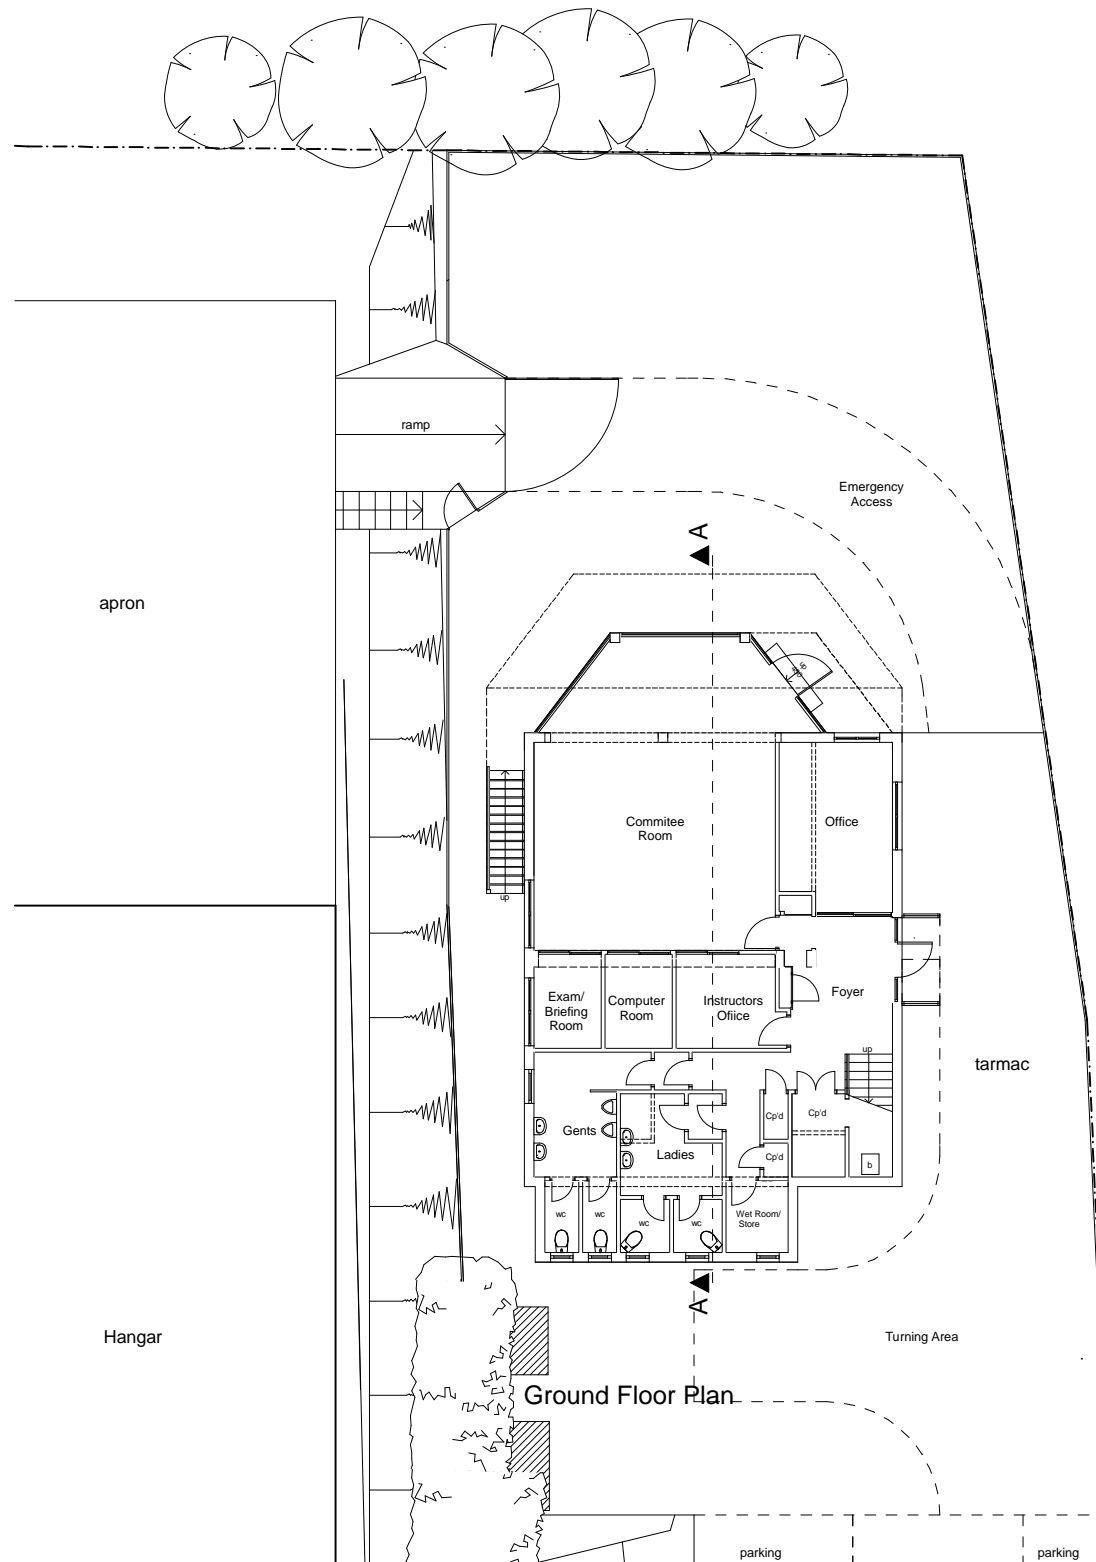 ramp
Emergency
Access
A
apron
up
Commitee
Room
Office
up
Exam/
Briefing
Room
Computer
Room
Instructors
Ofiice
Foyer
up
tarmac
Cp'd
Cp'd
Gents
Ladies
Cp'd
b
wc
wc
wc
wc
Wet Room/
Store
A
Hangar
Turning Area
Ground Floor Plan
parking
parking